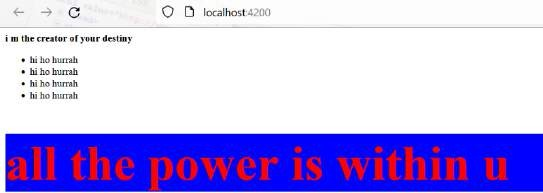 localhost:4200
i m the creator of your destiny
hi ho hurrah
hi ho hurrah
hi ho hurrah
hi ho hurrah
all the power is within u